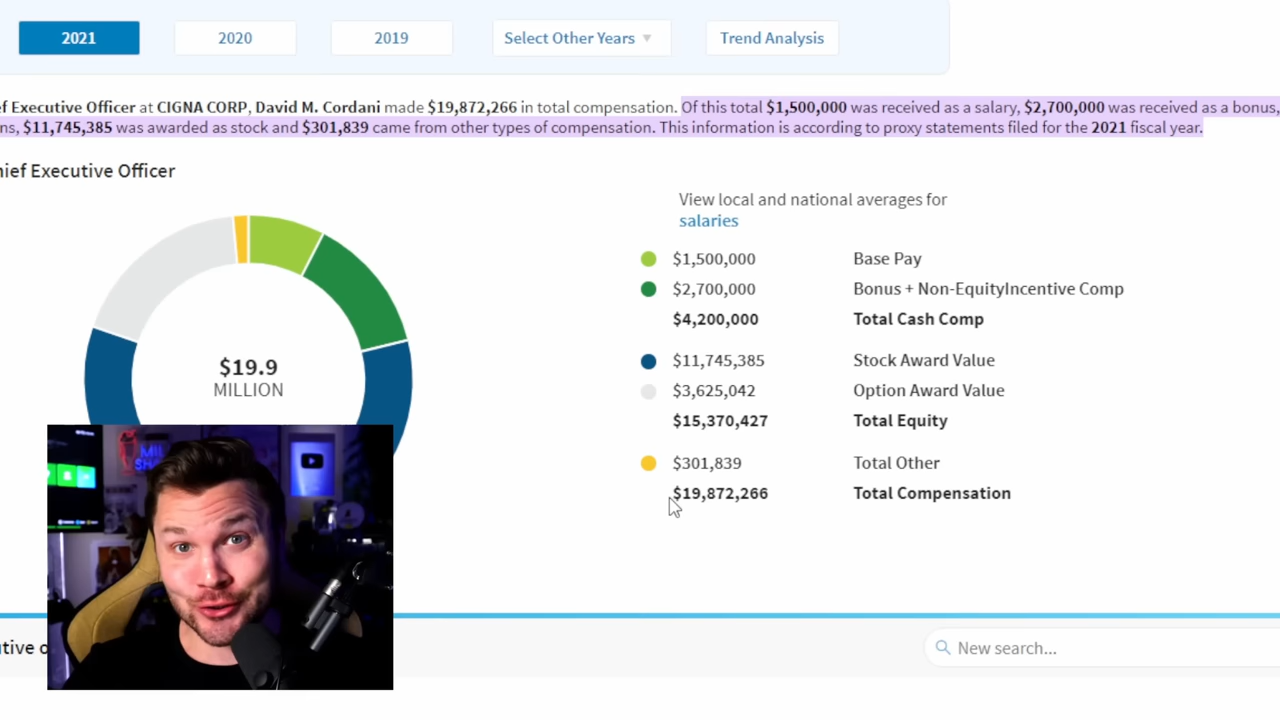 2021 2020 2019 Select Other Years Trend Analysis
ef Executive Officer at CIGNA CORP, David M. Cordani made $19,872,266 in total compensation. Of this total $1,500,000 was received as a salary, $2,700,000 was received as a bonus,
ns, $11,745,385 was awarded as stock and $301,839 came from other types of compensation. This information is according to proxy statements filed for the 2021 fiscal year.
hief Executive Officer
View local and national averages for
salaries
$1,500,000 Base Pay
$2,700,000 Bonus + Non-EquityIncentive Comp
$4,200,000 Total Cash Comp
$11,745,385 Stock Award Value
$3,625,042 Option Award Value
$15,370,427 Total Equity
$301,839 Total Other
$19,872,266 Total Compensation
$19.9
MILLION
utive o
New search...